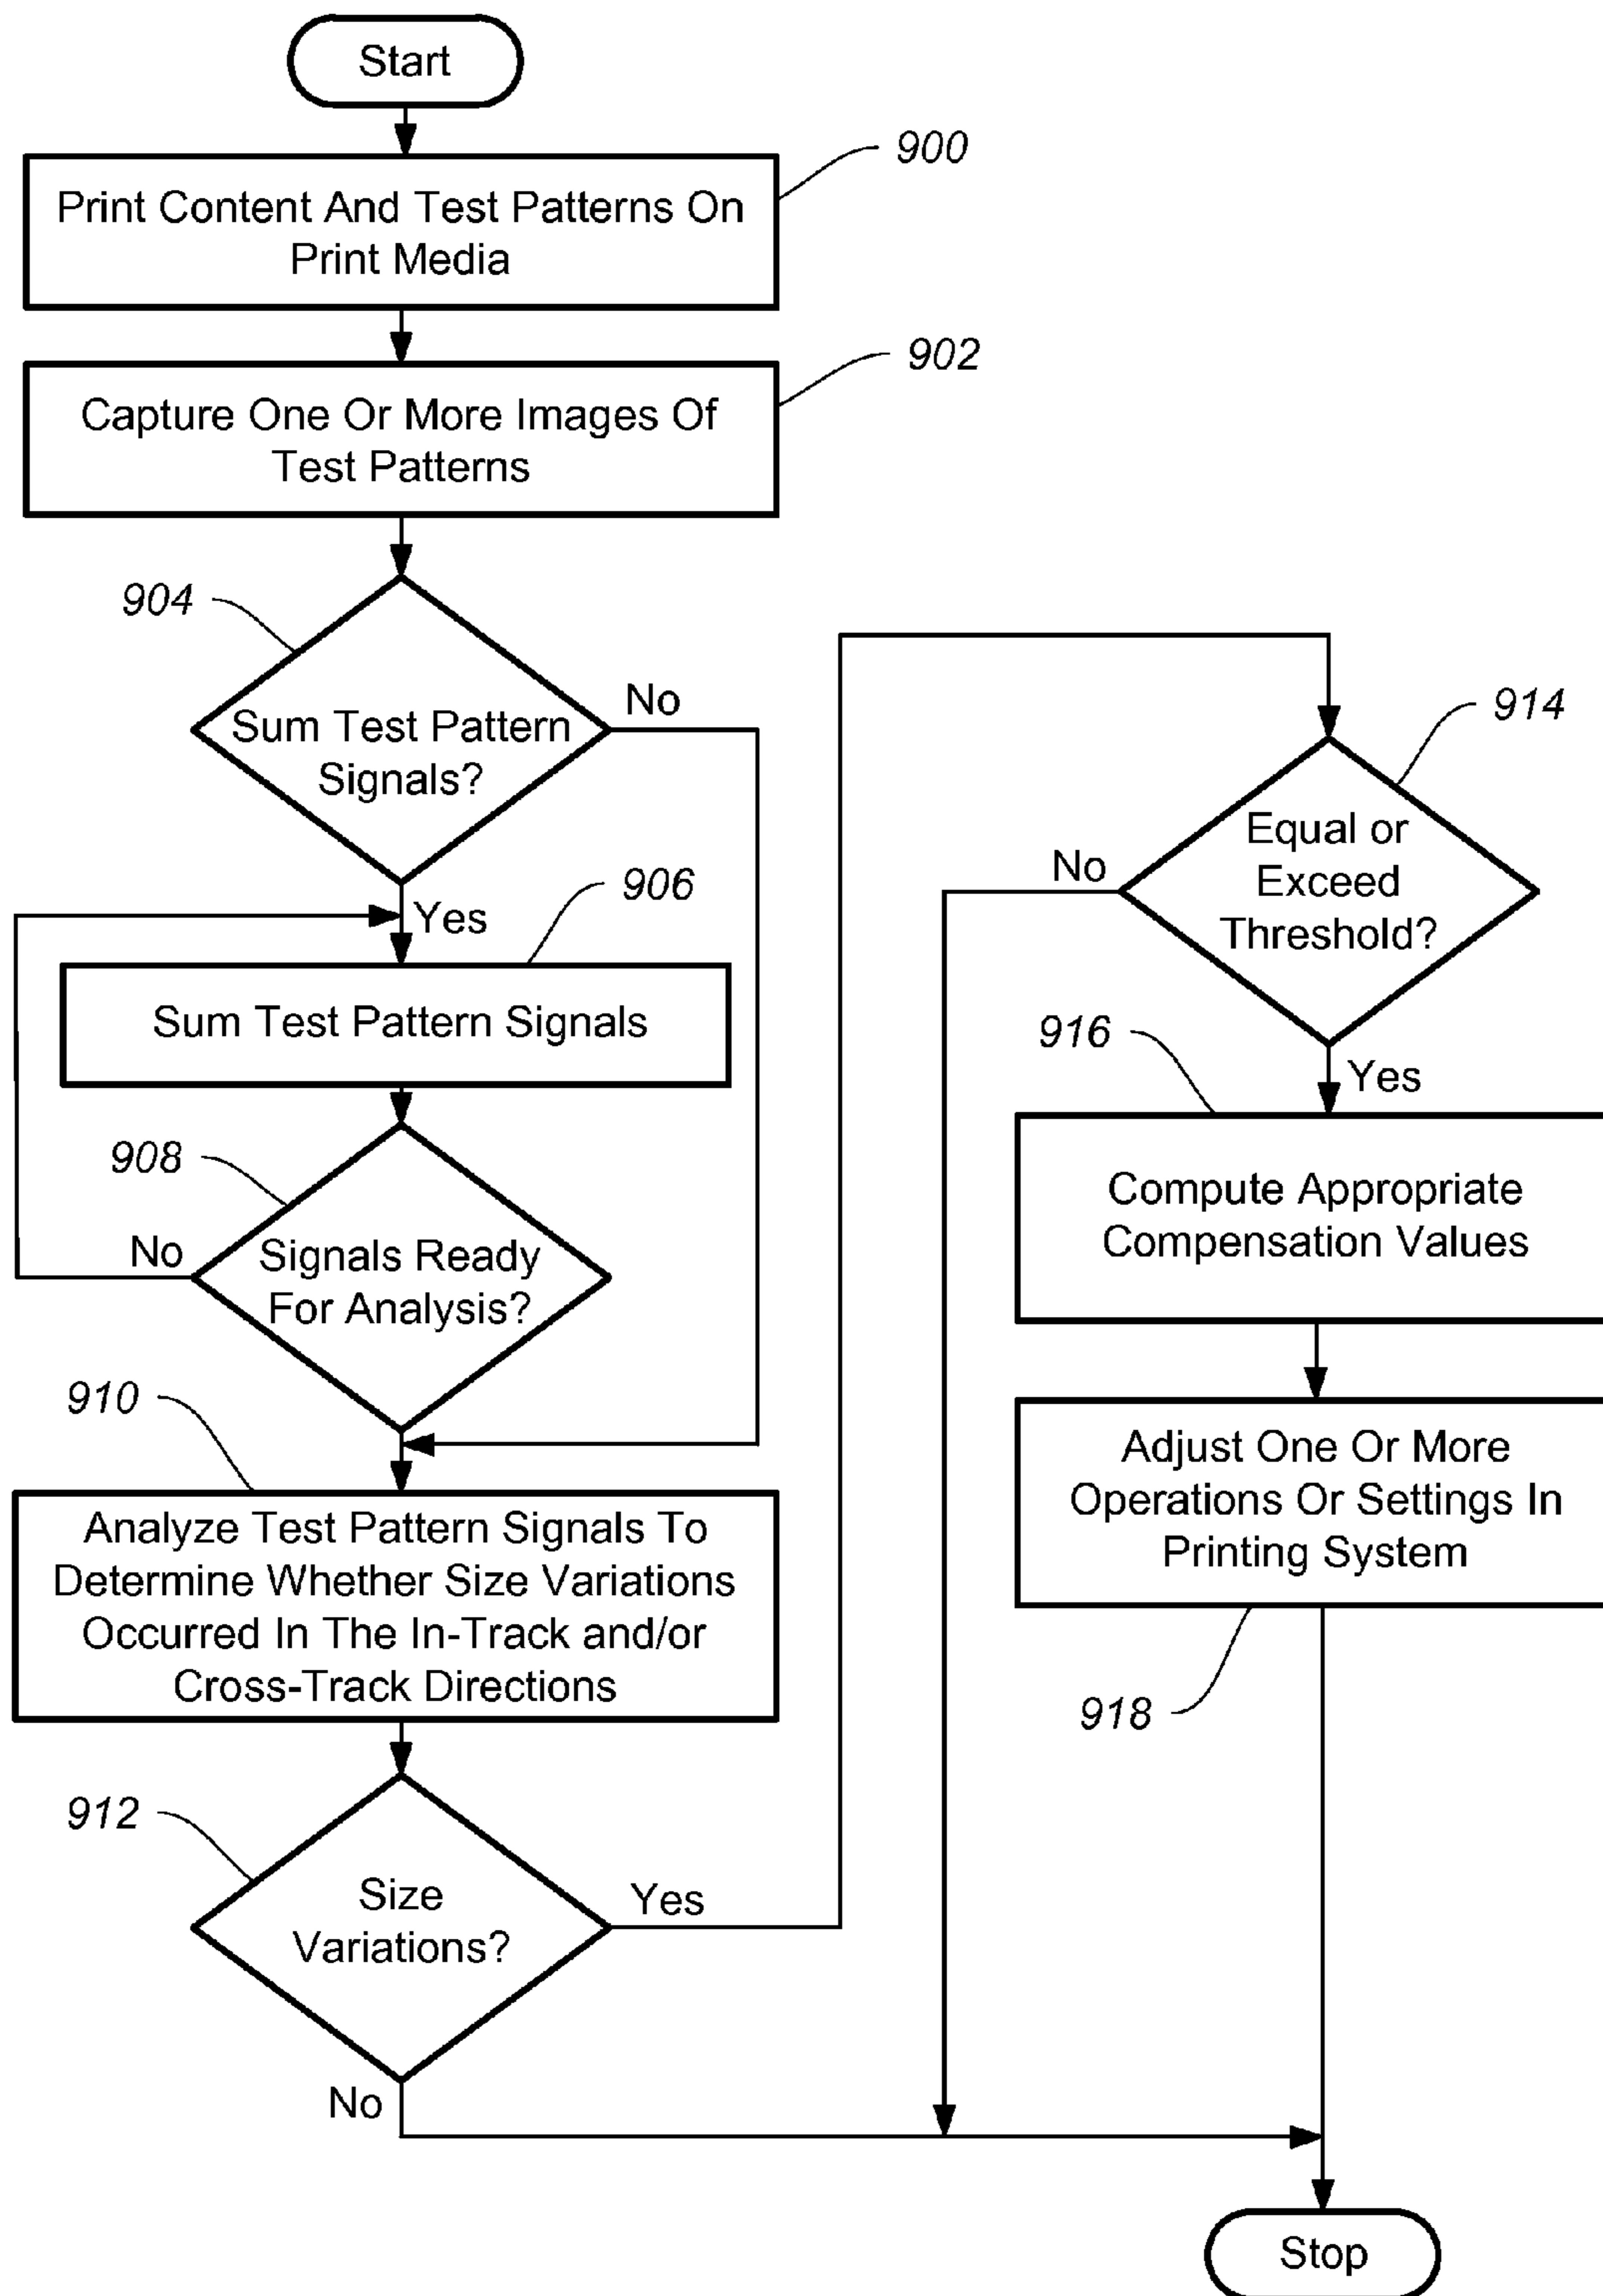 Start
900
Print Content And Test Patterns On
Print Media
902
Capture One Or More Images Of
Test Patterns
904
Sum Test Pattern
Signals?
No
Yes
906
Sum Test Pattern Signals
908
No
Signals Ready
For Analysis?
910
Analyze Test Pattern Signals To
Determine Whether Size Variations
Occurred In The In-Track and/or
Cross-Track Directions
912
Size
Variations?
Yes
No
914
Equal or
Exceed
Threshold?
No
Yes
916
Compute Appropriate
Compensation Values
Adjust One Or More
Operations Or Settings In
Printing System
918
Stop